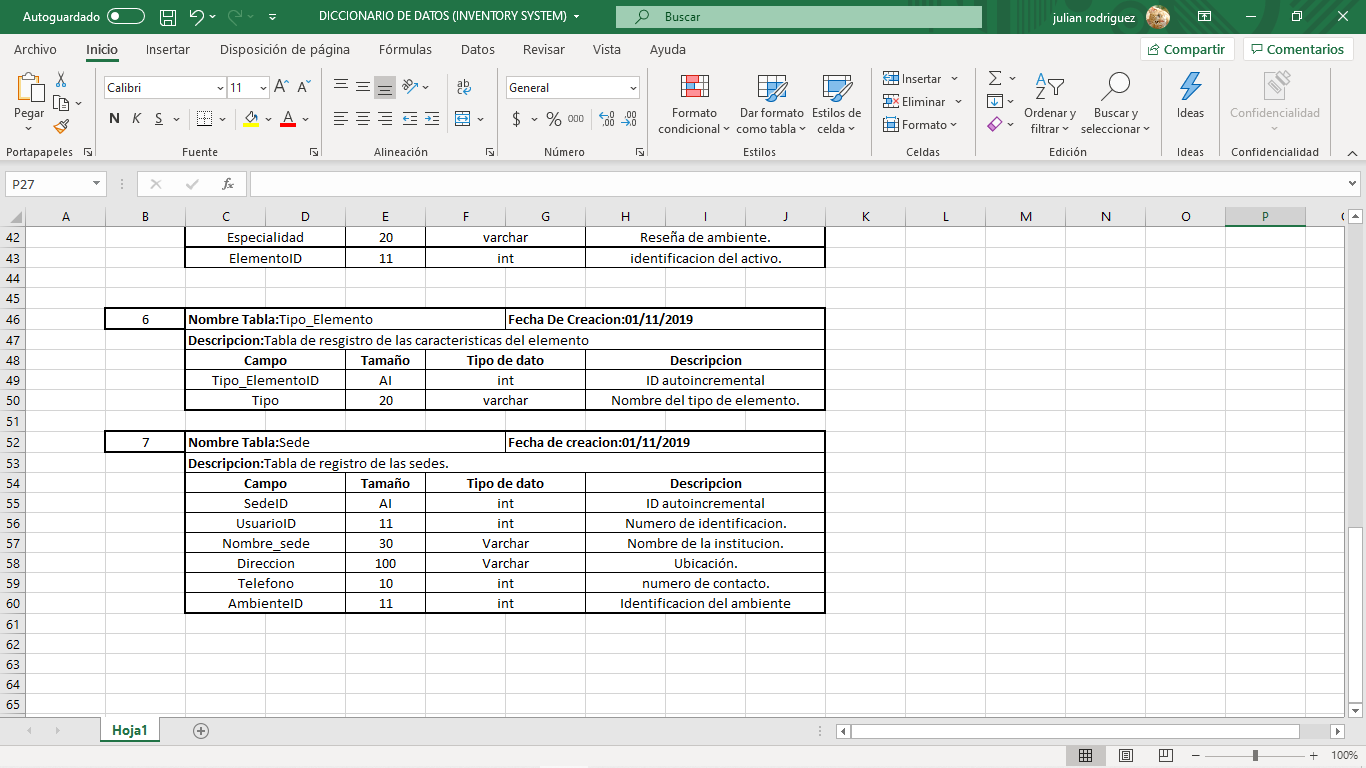 Autoguardado DICCIONARIO DE DATOS (INVENTORY SYSTEM) Buscar julian rodriguez
Archivo Inicio Insertar Disposición de página Fórmulas Datos Revisar Vista Ayuda Compartir Comentarios
Pegar Calibri 11 General Formato condicional Dar formato como tabla Estilos de celda Insertar Eliminar Formato Ordenar y filtrar Buscar y seleccionar Ideas Confidencialidad
N K S $ % 000
Portapapeles Fuente Alineación Número Estilos Celdas Edición Ideas Confidencialidad
P27 fx
A B C D E F G H I J K L M N O P
42 Especialidad 20 varchar Reseña de ambiente.
43 ElementoID 11 int identificacion del activo.
44
45
46 6 Nombre Tabla:Tipo_Elemento Fecha De Creacion:01/11/2019
47 Descripcion:Tabla de resgistro de las caracteristicas del elemento
48 Campo Tamaño Tipo de dato Descripcion
49 Tipo_ElementoID AI int ID autoincremental
50 Tipo 20 varchar Nombre del tipo de elemento.
51
52 7 Nombre Tabla:Sede Fecha de creacion:01/11/2019
53 Descripcion:Tabla de registro de las sedes.
54 Campo Tamaño Tipo de dato Descripcion
55 SedeID AI int ID autoincremental
56 UsuarioID 11 int Numero de identificacion.
57 Nombre_sede 30 Varchar Nombre de la institucion.
58 Direccion 100 Varchar Ubicación.
59 Telefono 10 int numero de contacto.
60 AmbienteID 11 int Identificacion del ambiente
61
62
63
64
65
Hoja1
100%